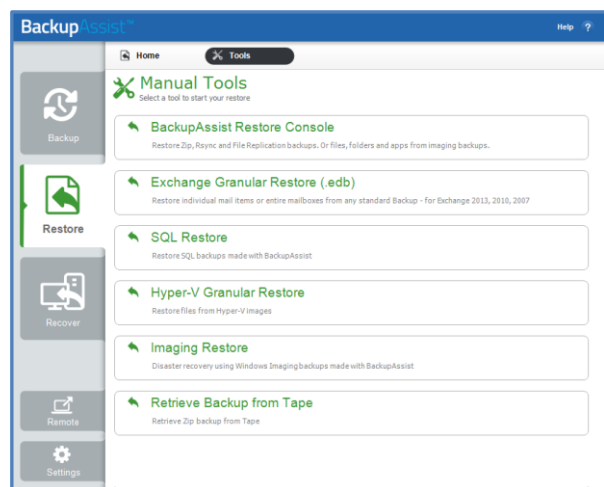 BackupAssist™
Help ?
Home
Tools
Manual Tools
Select a tool to start your restore
Backup
Restore
Recover
Remote
Settings
BackupAssist Restore Console
Restore Zip, Rsync and File Replication backups. Or files, folders and apps from imaging backups.
Exchange Granular Restore (.edb)
Restore individual mail items or entire mailboxes from any standard Backup - for Exchange 2013, 2010, 2007
SQL Restore
Restore SQL backups made with BackupAssist
Hyper-V Granular Restore
Restore files from Hyper-V images
Imaging Restore
Disaster recovery using Windows Imaging backups made with BackupAssist
Retrieve Backup from Tape
Retrieve Zip backup from Tape